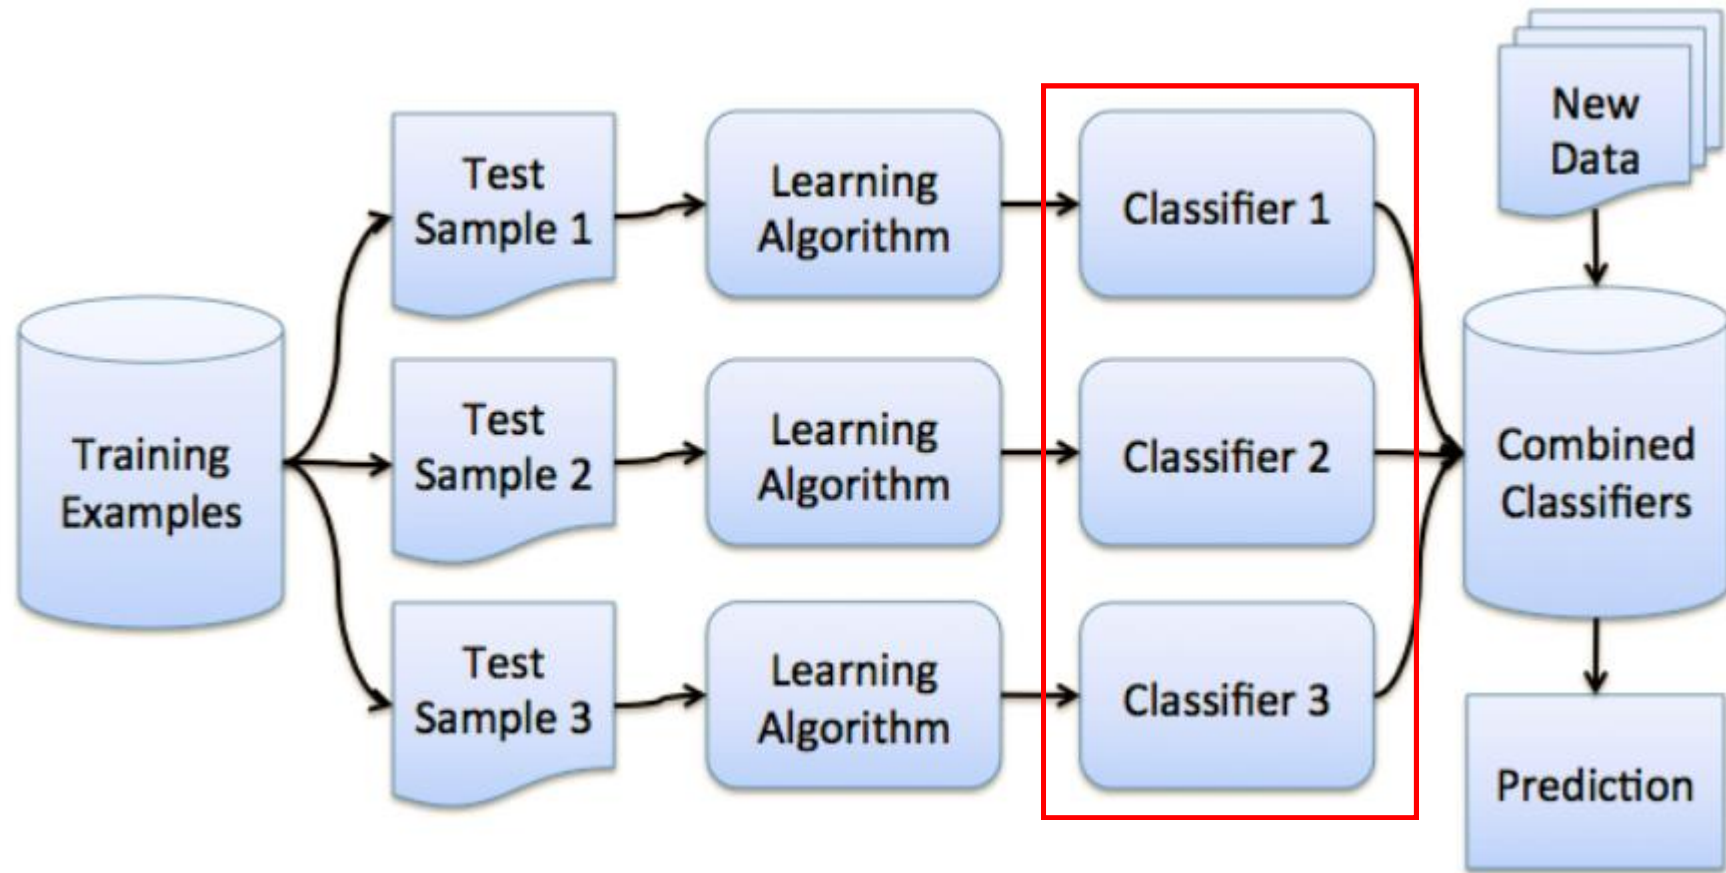 Training
Examples
Test
Sample 1
Learning
Algorithm
Classifier 1
Test
Sample 2
Learning
Algorithm
Classifier 2
Test
Sample 3
Learning
Algorithm
Classifier 3
New
Data
Combined
Classifiers
Prediction